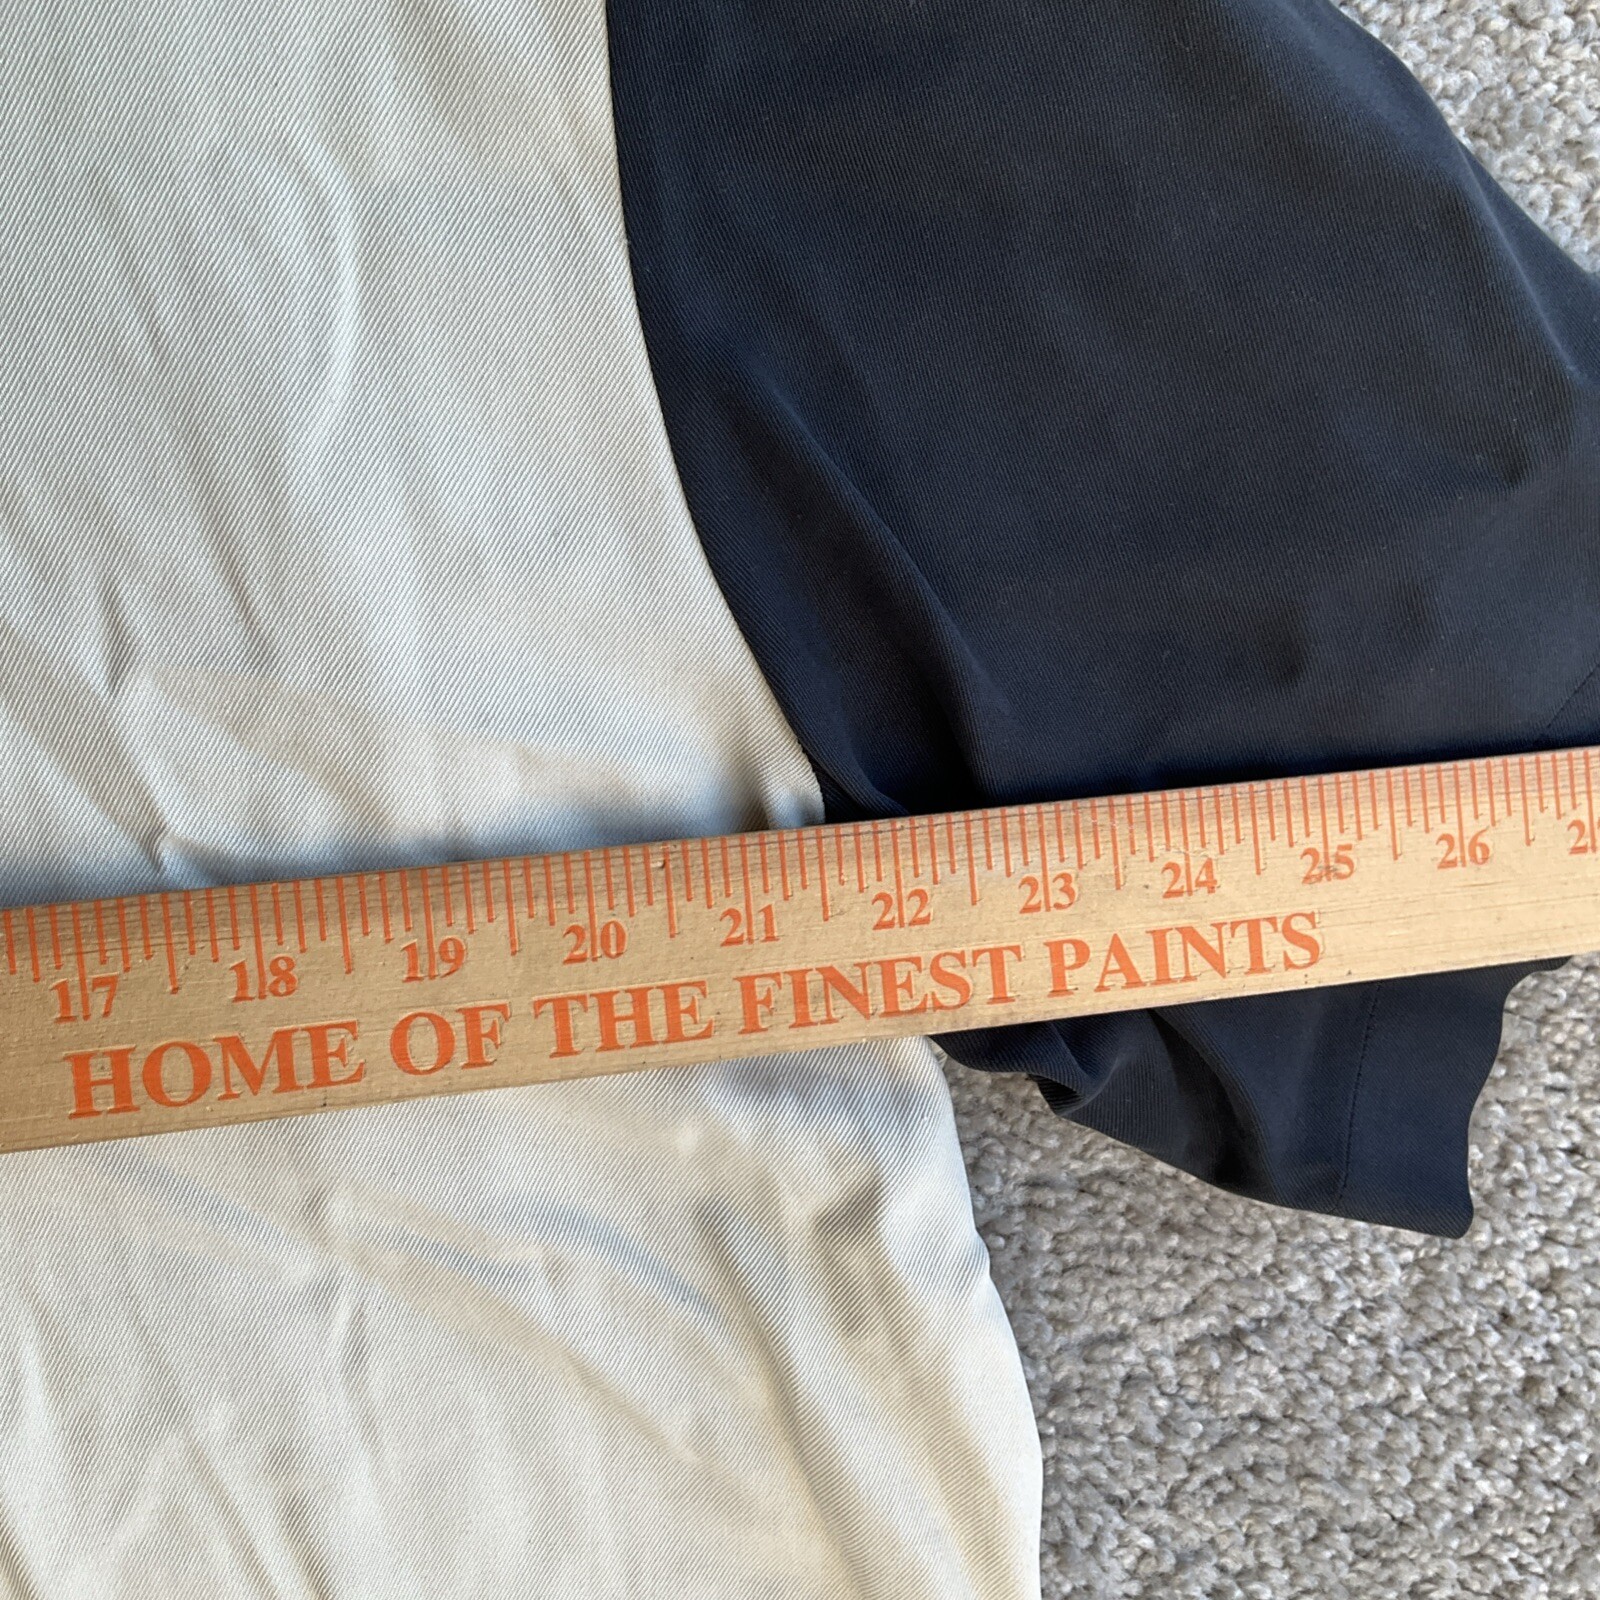 17 18 19 20 21 22 23 24 25 26
HOME OF THE FINEST PAINTS